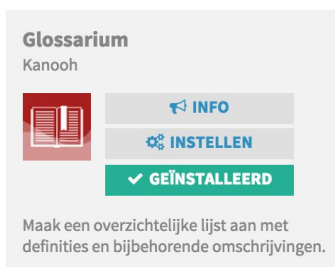 Glossarium
Kanooh
INFO
INSTELLEN
GEÏNSTALLEERD
Maak een overzichtelijke lijst aan met
definities en bijbehorende omschrijvingen.